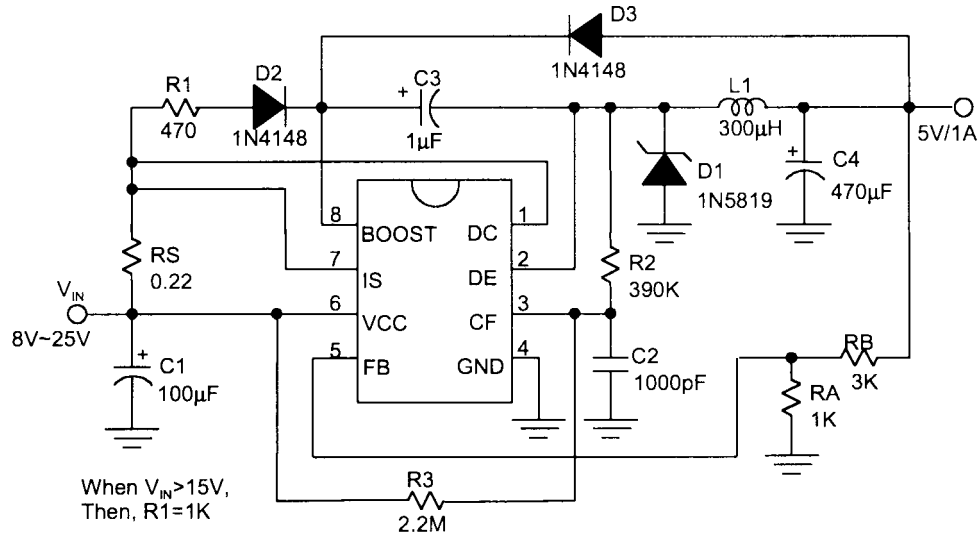 D3
1N4148
R1
470
D2
1N4148
+
C3
1µF
L1
300µH
5V/1A
D1
1N5819
+
C4
470µF
8
BOOST
DC
1
7
IS
DE
2
6
VCC
CF
3
5
FB
GND
4
RS
0.22
R2
390K
VIN
8V~25V
+
C1
100µF
C2
1000pF
RB
3K
RA
1K
R3
2.2M
When VIN>15V,
Then, R1=1K